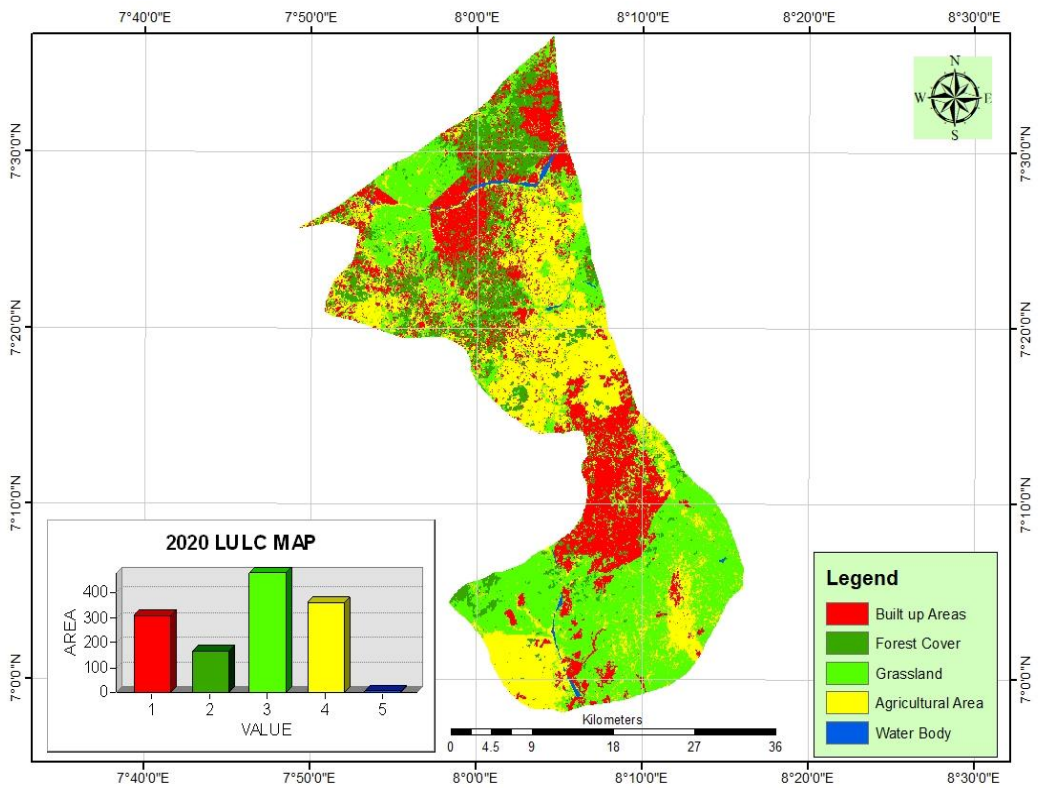 7°40'0"E 7°50'0"E 8°0'0"E 8°10'0"E 8°20'0"E 8°30'0"E
N
W E
S
7°30'0"N 7°30'0"N
7°20'0"N 7°20'0"N
7°10'0"N 7°10'0"N
7°0'0"N 7°0'0"N
2020 LULC MAP
AREA
400
300
200
100
0
1 2 3 4 5
VALUE
Kilometers
0 4.5 9 18 27 36
Legend
Built up Areas
Forest Cover
Grassland
Agricultural Area
Water Body
7°40'0"E 7°50'0"E 8°0'0"E 8°10'0"E 8°20'0"E 8°30'0"E